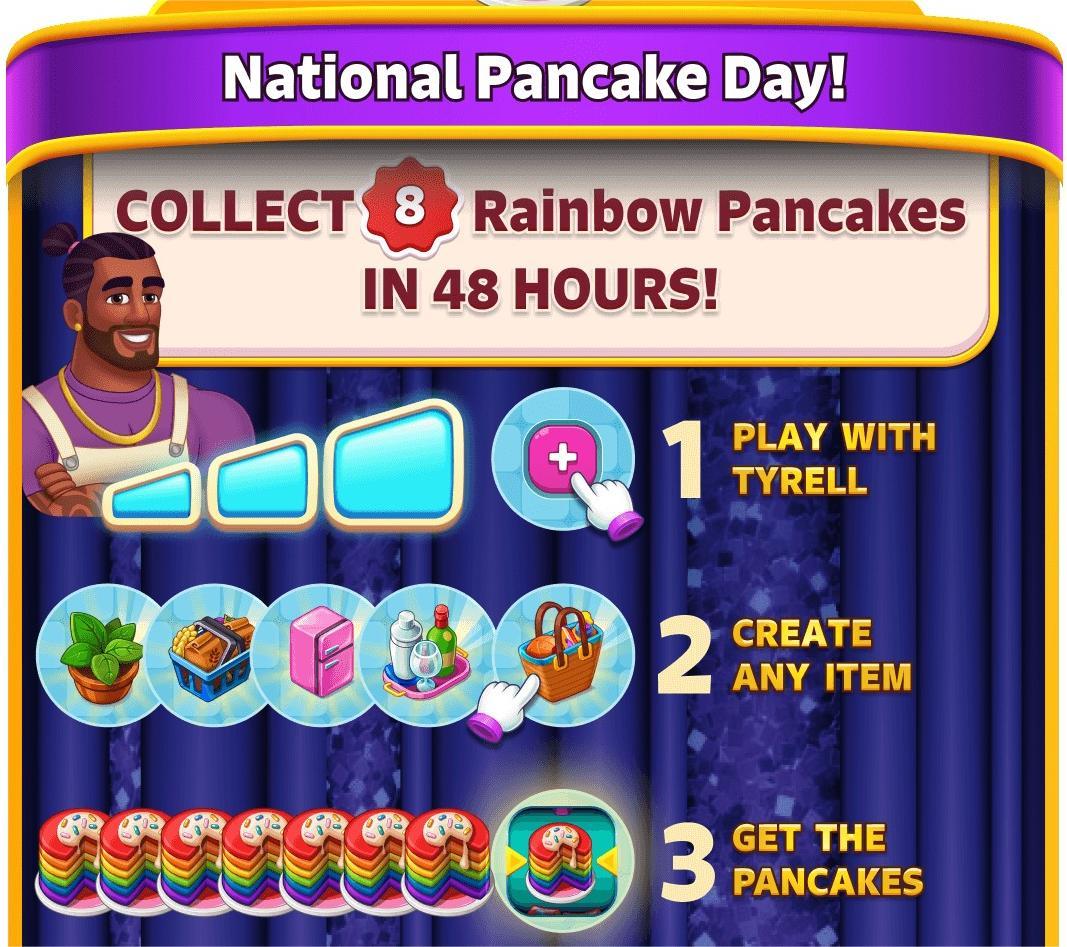 National Pancake Day!
COLLECT 8 Rainbow Pancakes
IN 48 HOURS!
1 PLAY WITH
TYRELL
2 CREATE
ANY ITEM
3 GET THE
PANCAKES